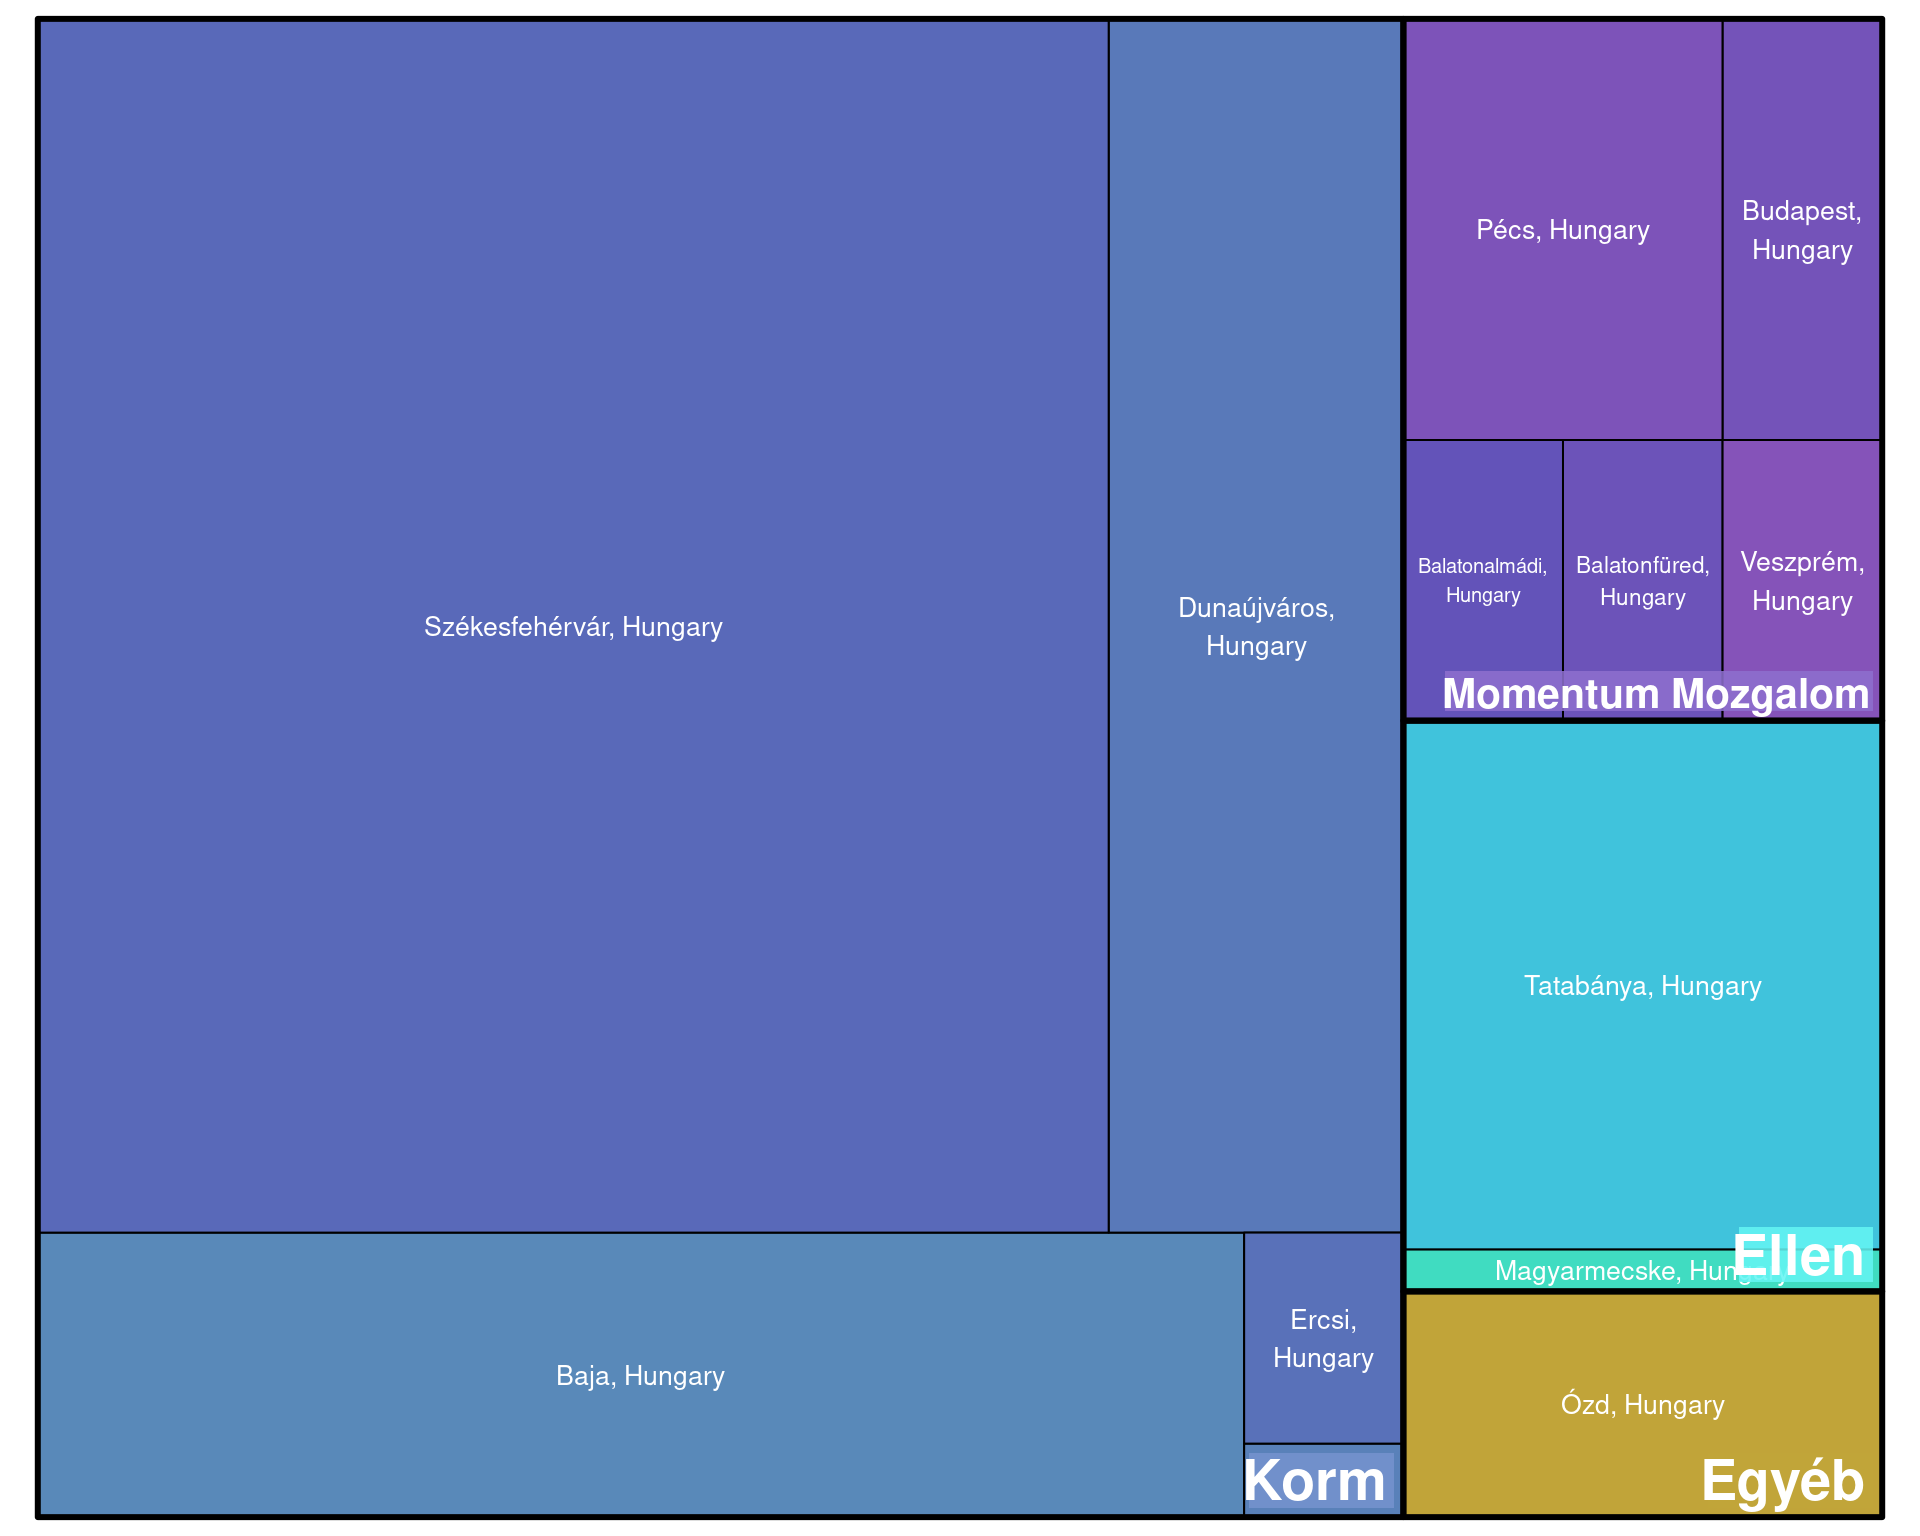 Székesfehérvár, Hungary
Dunaújváros,
Hungary
Baja, Hungary
Ercsi,
Hungary
Korm
Pécs, Hungary
Budapest,
Hungary
Balatonalmádi,
Hungary
Balatonfüred,
Hungary
Veszprém,
Hungary
Momentum Mozgalom
Tatabánya, Hungary
Magyarmecske, Hungary
Ellen
Ózd, Hungary
Egyéb